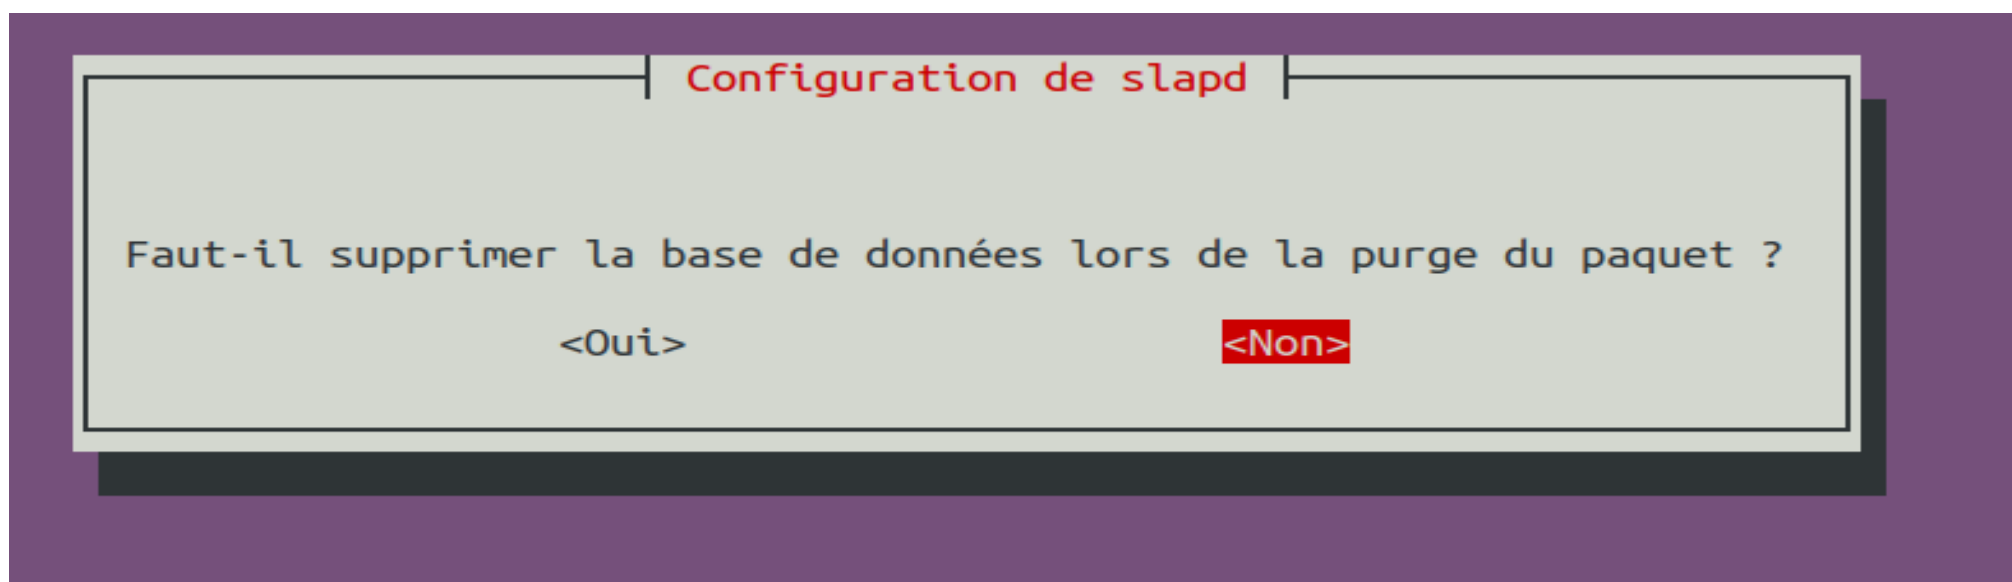 Configuration de slapd
Faut-il supprimer la base de données lors de la purge du paquet ?
<Oui> <Non>